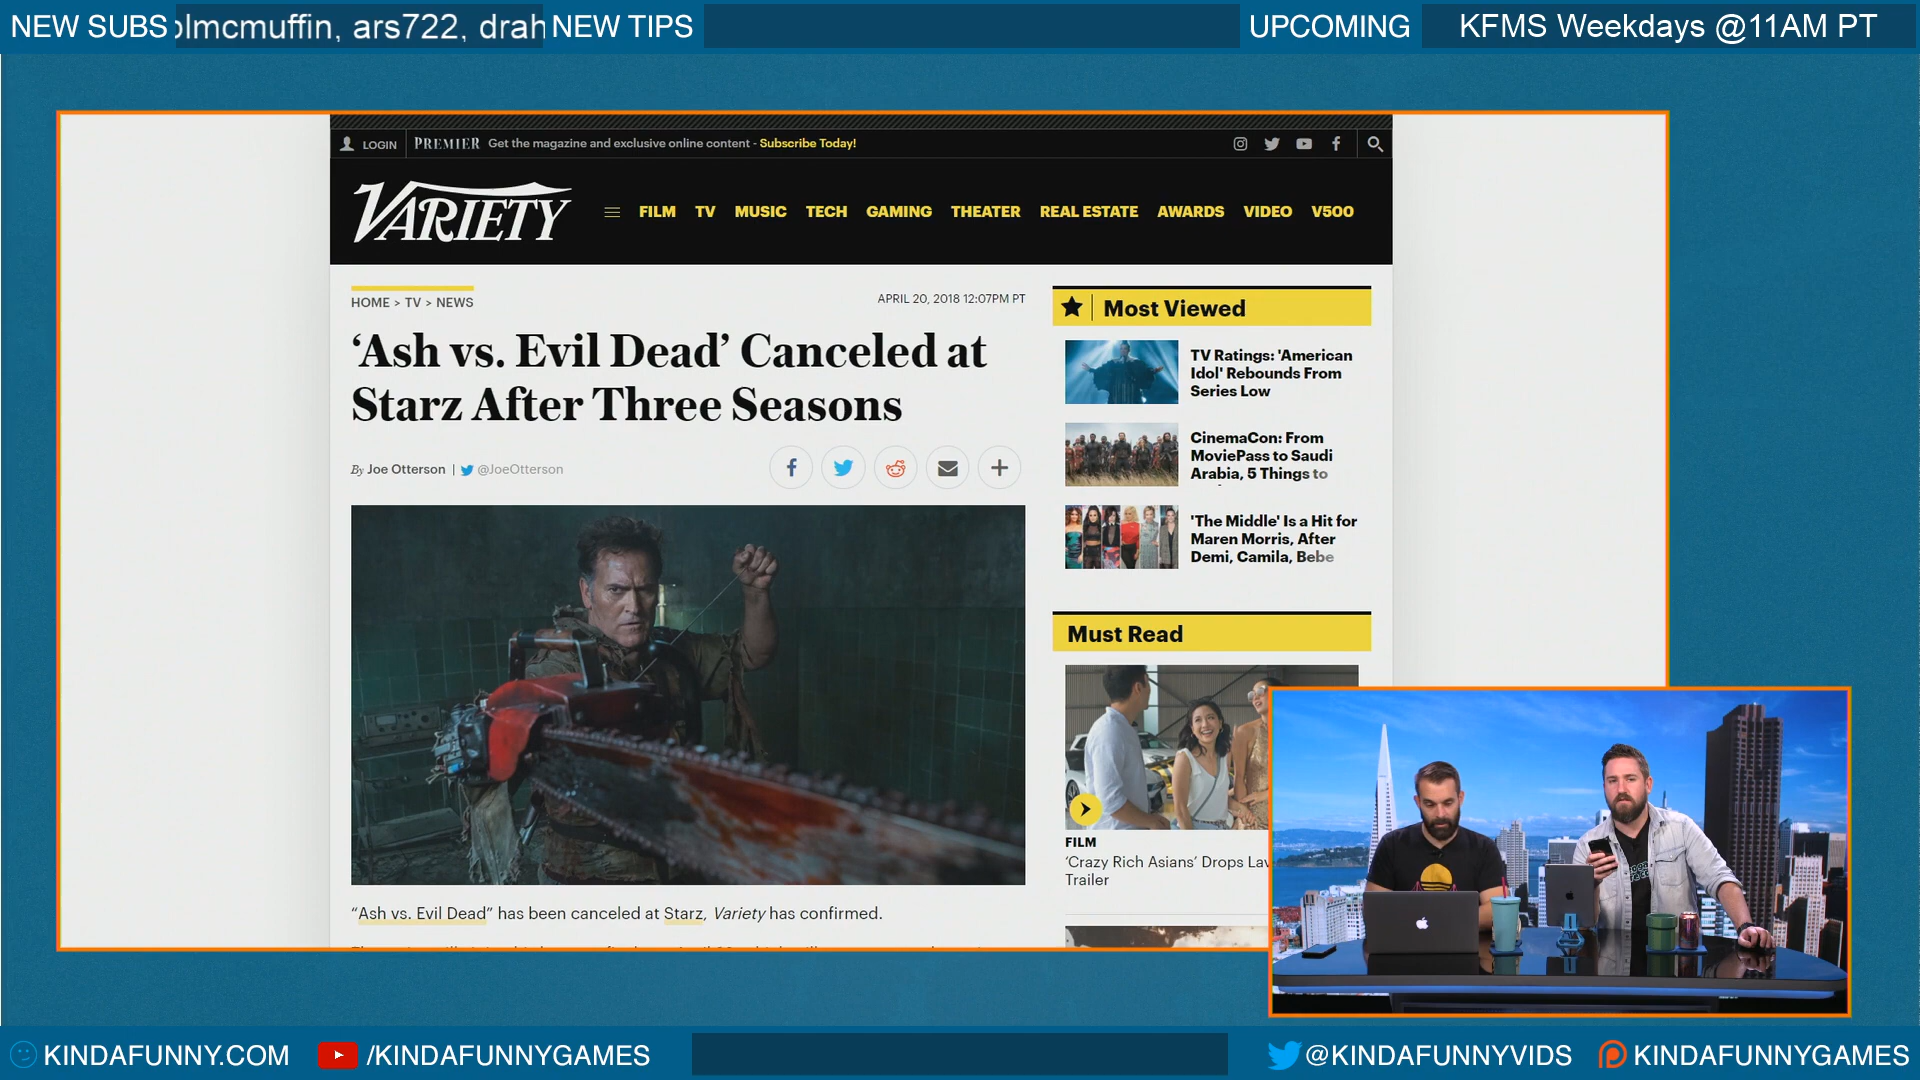 NEW SUBS
olmcmuffin, ars722, drah
NEW TIPS
UPCOMING
KFMS Weekdays @11AM PT
LOGIN
PREMIER Get the magazine and exclusive online content - Subscribe Today!
VARIETY
FILM TV MUSIC TECH GAMING THEATER REAL ESTATE AWARDS VIDEO V500
HOME > TV > NEWS
APRIL 20, 2018 12:07PM PT
‘Ash vs. Evil Dead’ Canceled at
Starz After Three Seasons
By Joe Otterson | @JoeOtterson
“Ash vs. Evil Dead” has been canceled at Starz, Variety has confirmed.
Most Viewed
TV Ratings: 'American
Idol' Rebounds From
Series Low
CinemaCon: From
MoviePass to Saudi
Arabia, 5 Things to
'The Middle' Is a Hit for
Maren Morris, After
Demi, Camila, Bebe
Must Read
FILM
‘Crazy Rich Asians’ Drops Lav
Trailer
KINDAFUNNY.COM
/KINDAFUNNYGAMES
@KINDAFUNNYVIDS
KINDAFUNNYGAMES